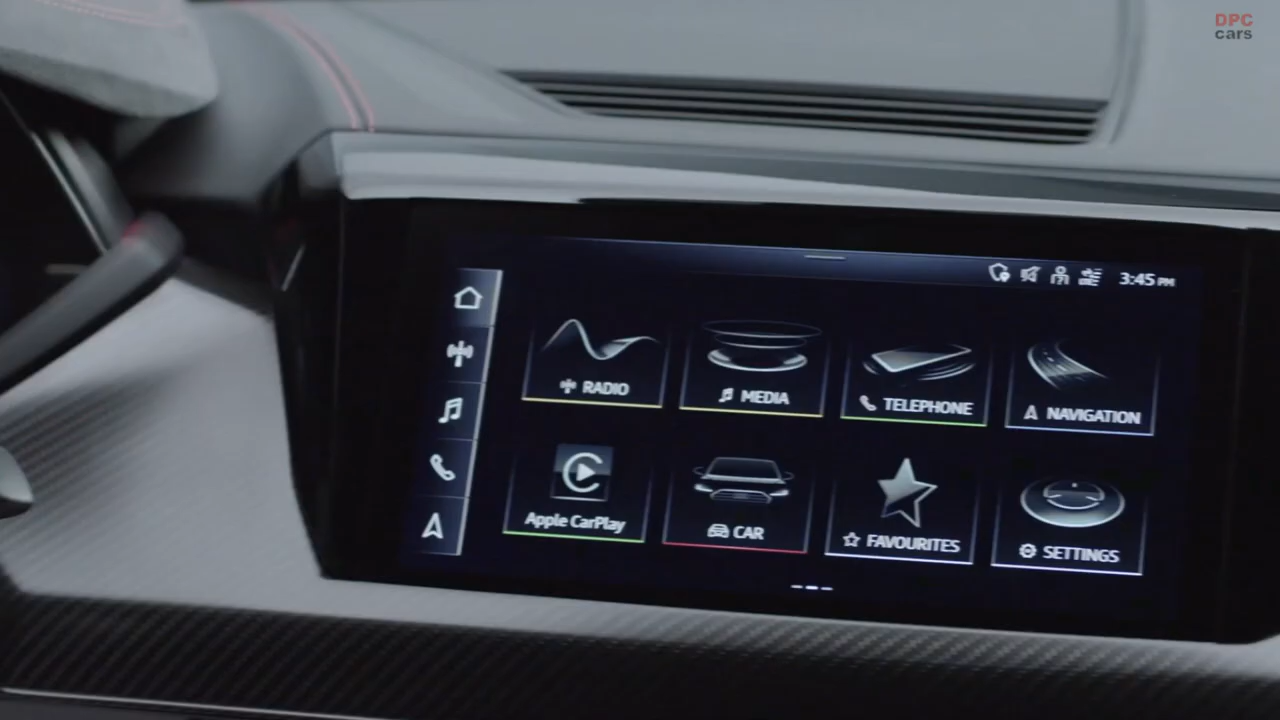 DPC
cars
3:45 PM
RADIO
MEDIA
TELEPHONE
NAVIGATION
Apple CarPlay
CAR
FAVOURITES
SETTINGS